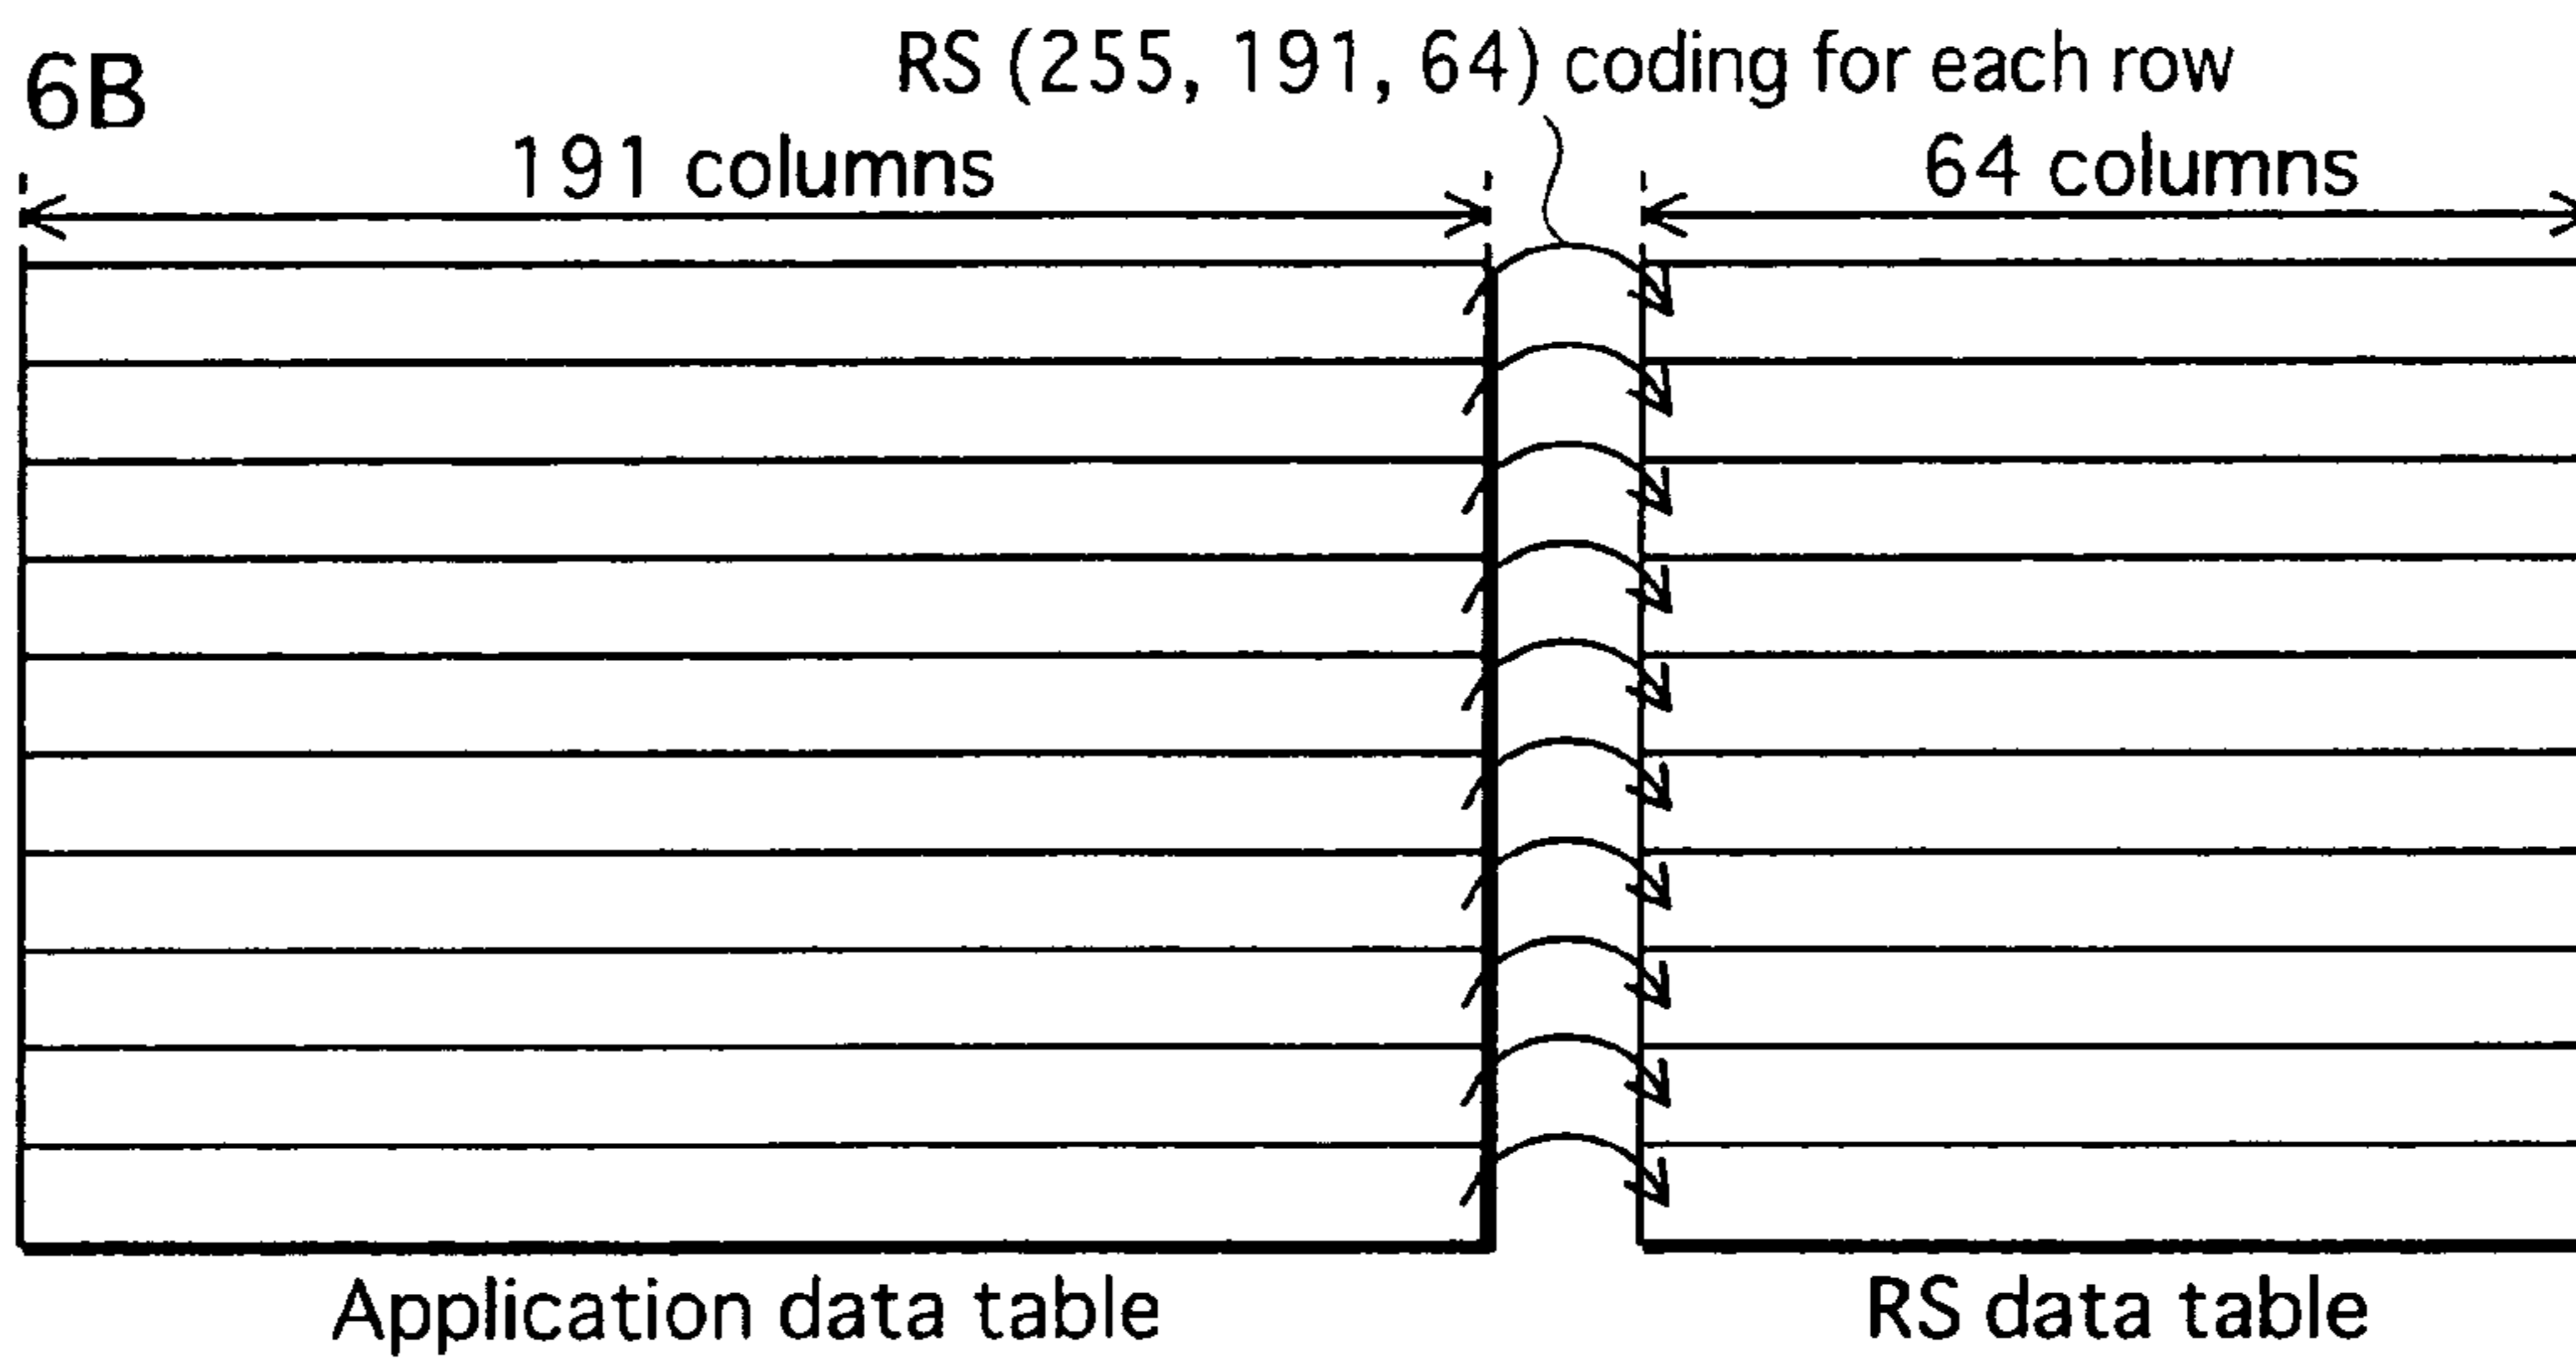 6B
RS (255, 191, 64) coding for each row
191 columns
64 columns
Application data table
RS data table